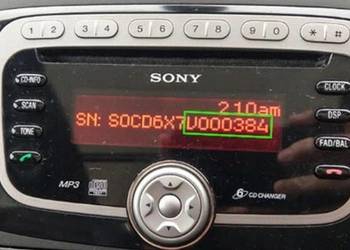 1 2 3 4 5 6 7 8 9 0 * #
CD-INFO
SONY
CLOCK
SCAN
2:10am
DSP
SN: SOCD6X7V000384
TONE
FAD/BAL
MP3
6 CD CHANGER